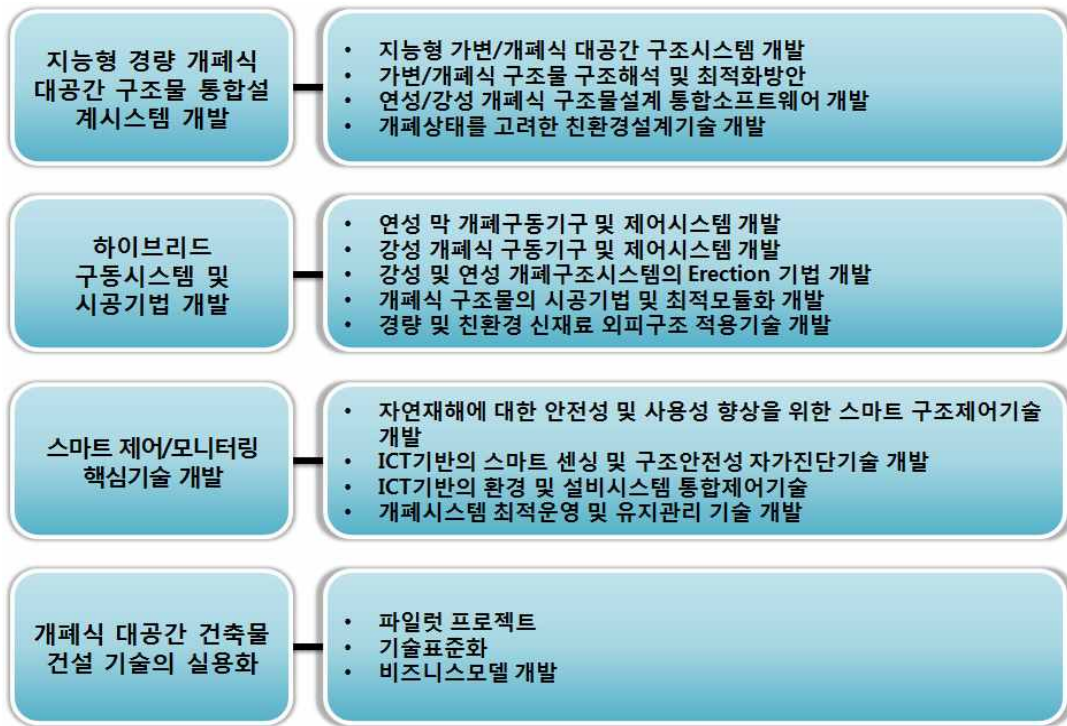 지능형 경량 개폐식
대공간 구조물 통합설
계시스템 개발
• 지능형 가변/개폐식 대공간 구조시스템 개발
• 가변/개폐식 구조물 구조해석 및 최적화방안
• 연성/강성 개폐식 구조물설계 통합소프트웨어 개발
• 개폐상태를 고려한 친환경설계기술 개발
하이브리드
구동시스템 및
시공기법 개발
• 연성 막 개폐구동기구 및 제어시스템 개발
• 강성 개폐식 구동기구 및 제어시스템 개발
• 강성 및 연성 개폐구조시스템의 Erection 기법 개발
• 개폐식 구조물의 시공기법 및 최적모듈화 개발
• 경량 및 친환경 신재료 외피구조 적용기술 개발
스마트 제어/모니터링
핵심기술 개발
• 자연재해에 대한 안전성 및 사용성 향상을 위한 스마트 구조제어기술
개발
• ICT기반의 스마트 센싱 및 구조안전성 자가진단기술 개발
• ICT기반의 환경 및 설비시스템 통합제어기술
• 개폐시스템 최적운영 및 유지관리 기술 개발
개폐식 대공간 건축물
건설 기술의 실용화
• 파일럿 프로젝트
• 기술표준화
• 비즈니스모델 개발